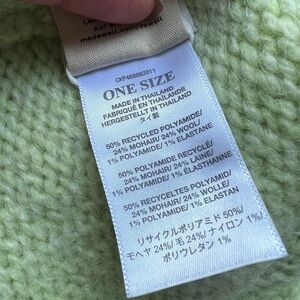 madewell.com/dowell
CKP468862011
ONE SIZE
MADE IN THAILAND
FABRIQUÉ EN THAÏLANDE
HERGESTELLT IN THAILAND
タイ製
50% RECYCLED POLYAMIDE/
24% MOHAIR/ 24% WOOL/
1% POLYAMIDE/ 1% ELASTANE
50% POLYAMIDE RECYCLÉ/
24% MOHAIR/ 24% LAINE/
1% POLYAMIDE/ 1% ÉLASTHANNE
50% RECYCELTES POLYAMID/
24% MOHAIR/ 24% WOLLE/
1% POLYAMID/ 1% ELASTAN
リサイクルポリアミド 50%/
モヘヤ 24%/ 毛 24%/ ナイロン 1%/
ポリウレタン 1%